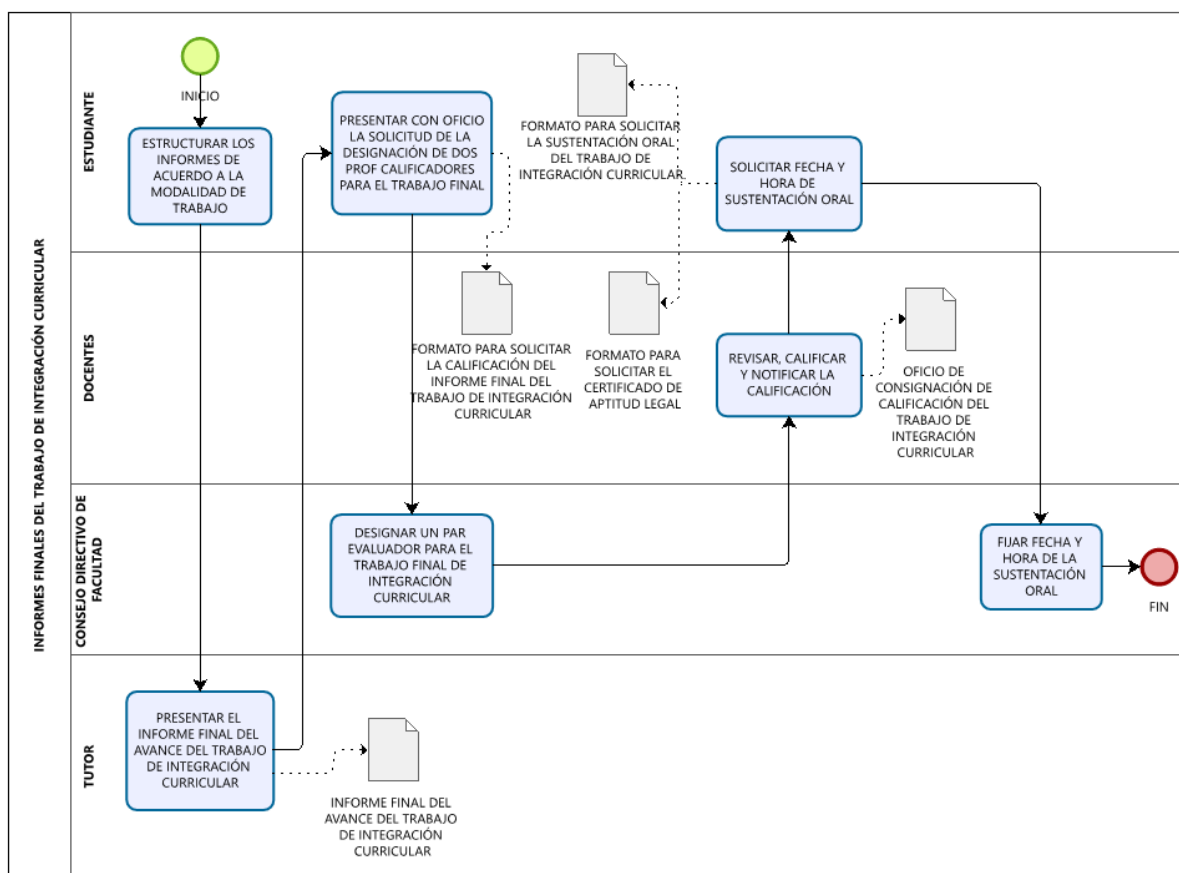 INFORMES FINALES DEL TRABAJO DE INTEGRACIÓN CURRICULAR
ESTUDIANTE
INICIO
ESTRUCTURAR LOS
INFORMES DE
ACUERDO A LA
MODALIDAD DE
TRABAJO
PRESENTAR CON OFICIO
LA SOLICITUD DE LA
DESIGNACIÓN DE DOS
PROF CALIFICADORES
PARA EL TRABAJO FINAL
FORMATO PARA SOLICITAR
LA SUSTENTACIÓN ORAL
DEL TRABAJO DE
INTEGRACIÓN CURRICULAR
SOLICITAR FECHA Y
HORA DE
SUSTENTACIÓN ORAL
DOCENTES
FORMATO PARA SOLICITAR
LA CALIFICACIÓN DEL
INFORME FINAL DEL
TRABAJO DE INTEGRACIÓN
CURRICULAR
FORMATO PARA
SOLICITAR EL
CERTIFICADO DE
APTITUD LEGAL
REVISAR, CALIFICAR
Y NOTIFICAR LA
CALIFICACIÓN
OFICIO DE
CONSIGNACIÓN DE
CALIFICACIÓN DEL
TRABAJO DE
INTEGRACIÓN
CURRICULAR
CONSEJO DIRECTIVO DE
FACULTAD
DESIGNAR UN PAR
EVALUADOR PARA EL
TRABAJO FINAL DE
INTEGRACIÓN
CURRICULAR
FIJAR FECHA Y
HORA DE LA
SUSTENTACIÓN
ORAL
FIN
TUTOR
PRESENTAR EL
INFORME FINAL DEL
AVANCE DEL TRABAJO
DE INTEGRACIÓN
CURRICULAR
INFORME FINAL DEL
AVANCE DEL TRABAJO
DE INTEGRACIÓN
CURRICULAR